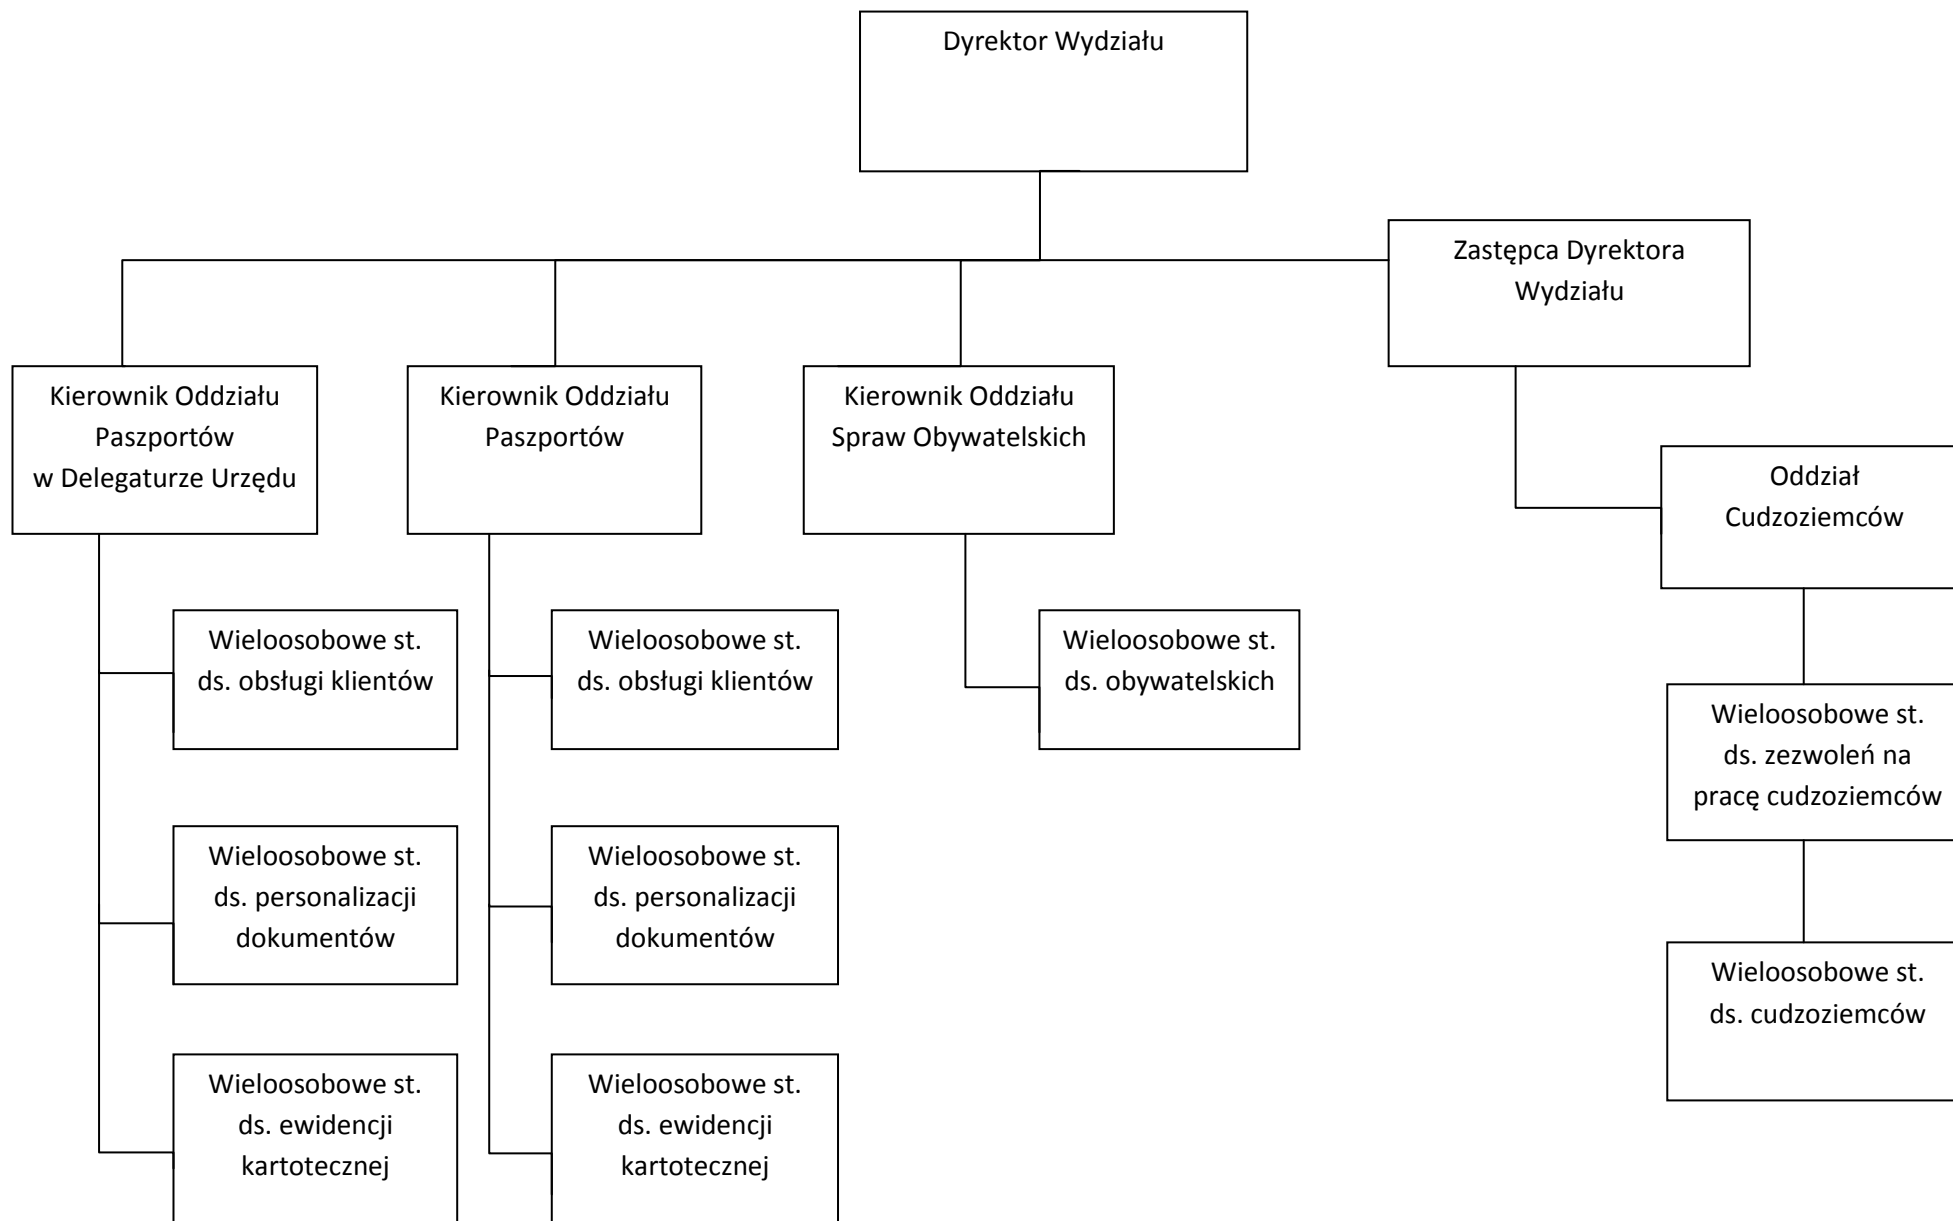 Dyrektor Wydziału
Zastępca Dyrektora
Wydziału
Kierownik Oddziału
Paszportów
w Delegaturze Urzędu
Kierownik Oddziału
Paszportów
Kierownik Oddziału
Spraw Obywatelskich
Oddział
Cudzoziemców
Wieloosobowe st.
ds. obsługi klientów
Wieloosobowe st.
ds. obsługi klientów
Wieloosobowe st.
ds. obywatelskich
Wieloosobowe st.
ds. zezwoleń na
pracę cudzoziemców
Wieloosobowe st.
ds. personalizacji
dokumentów
Wieloosobowe st.
ds. personalizacji
dokumentów
Wieloosobowe st.
ds. cudzoziemców
Wieloosobowe st.
ds. ewidencji
kartotecznej
Wieloosobowe st.
ds. ewidencji
kartotecznej